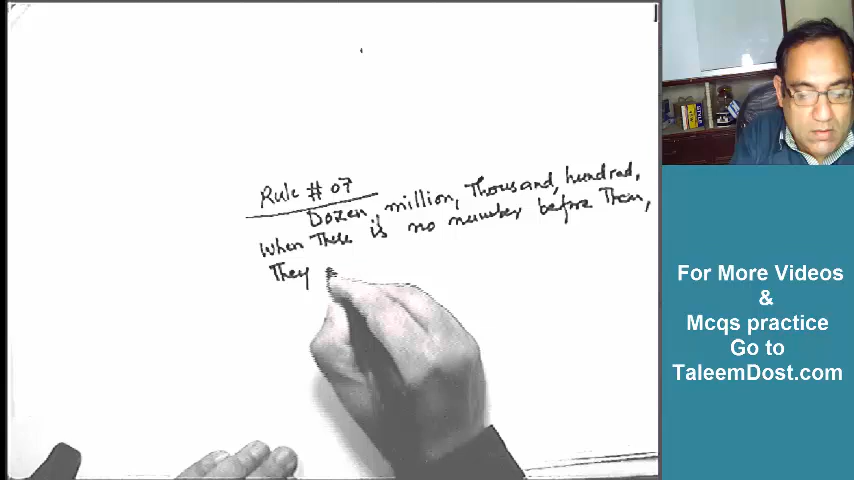 Rule # 07
Dozen, million, Thousand, hundred,
When There is no number before Them,
They
For More Videos
&
Mcqs practice
Go to
TaleemDost.com